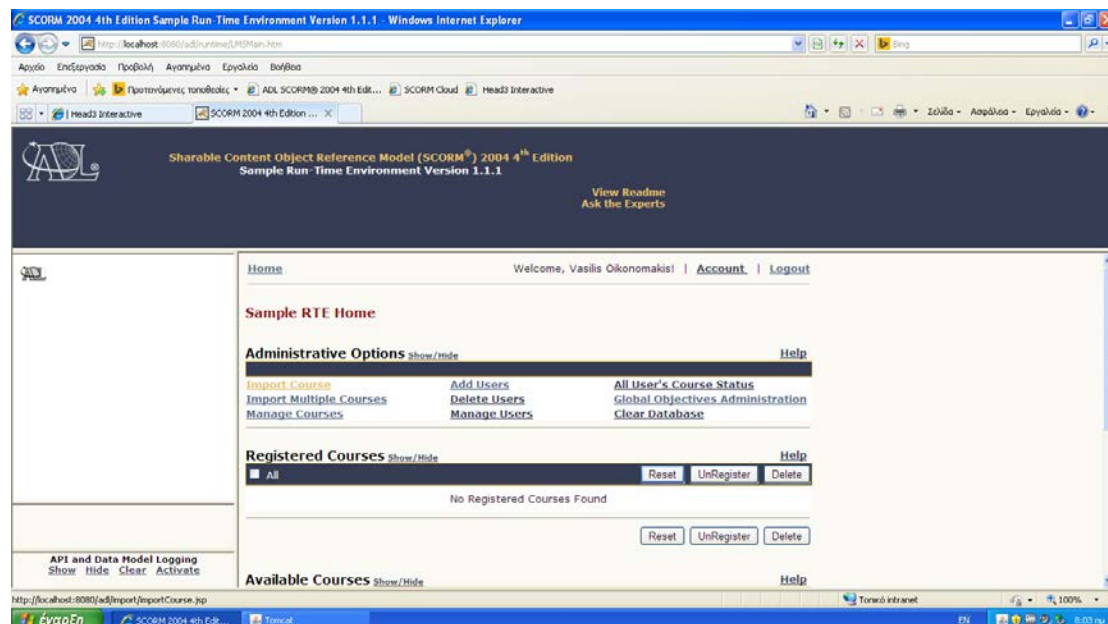 SCORM 2004 4th Edition Sample Run-Time Environment Version 1.1.1 - Windows Internet Explorer
http://localhost:8080/adl/runtime/LMSMain.htm
Bing
Αρχείο Επεξεργασία Προβολή Αγαπημένα Εργαλεία Βοήθεια
Αγαπημένα Προτεινόμενες τοποθεσίες ADL SCORM® 2004 4th Edit... SCORM Cloud Head3 Interactive
| Head3 Interactive SCORM 2004 4th Edition ... Σελίδα Ασφάλεια Εργαλεία
ADL®
Sharable Content Object Reference Model (SCORM®) 2004 4th Edition
Sample Run-Time Environment Version 1.1.1
View Readme
Ask the Experts
ADL
Home Welcome, Vasilis Oikonomakis! | Account | Logout
Sample RTE Home
Administrative Options Show/Hide Help
Import Course Add Users All User's Course Status
Import Multiple Courses Delete Users Global Objectives Administration
Manage Courses Manage Users Clear Database
Registered Courses Show/Hide Help
All Reset UnRegister Delete
No Registered Courses Found
Reset UnRegister Delete
API and Data Model Logging
Show Hide Clear Activate
Available Courses Show/Hide Help
http://localhost:8080/adl/import/importCourse.jsp Τοπικό intranet 100%
έναρξη SCORM 2004 4th Edit... Tomcat EN 8:03 πμ